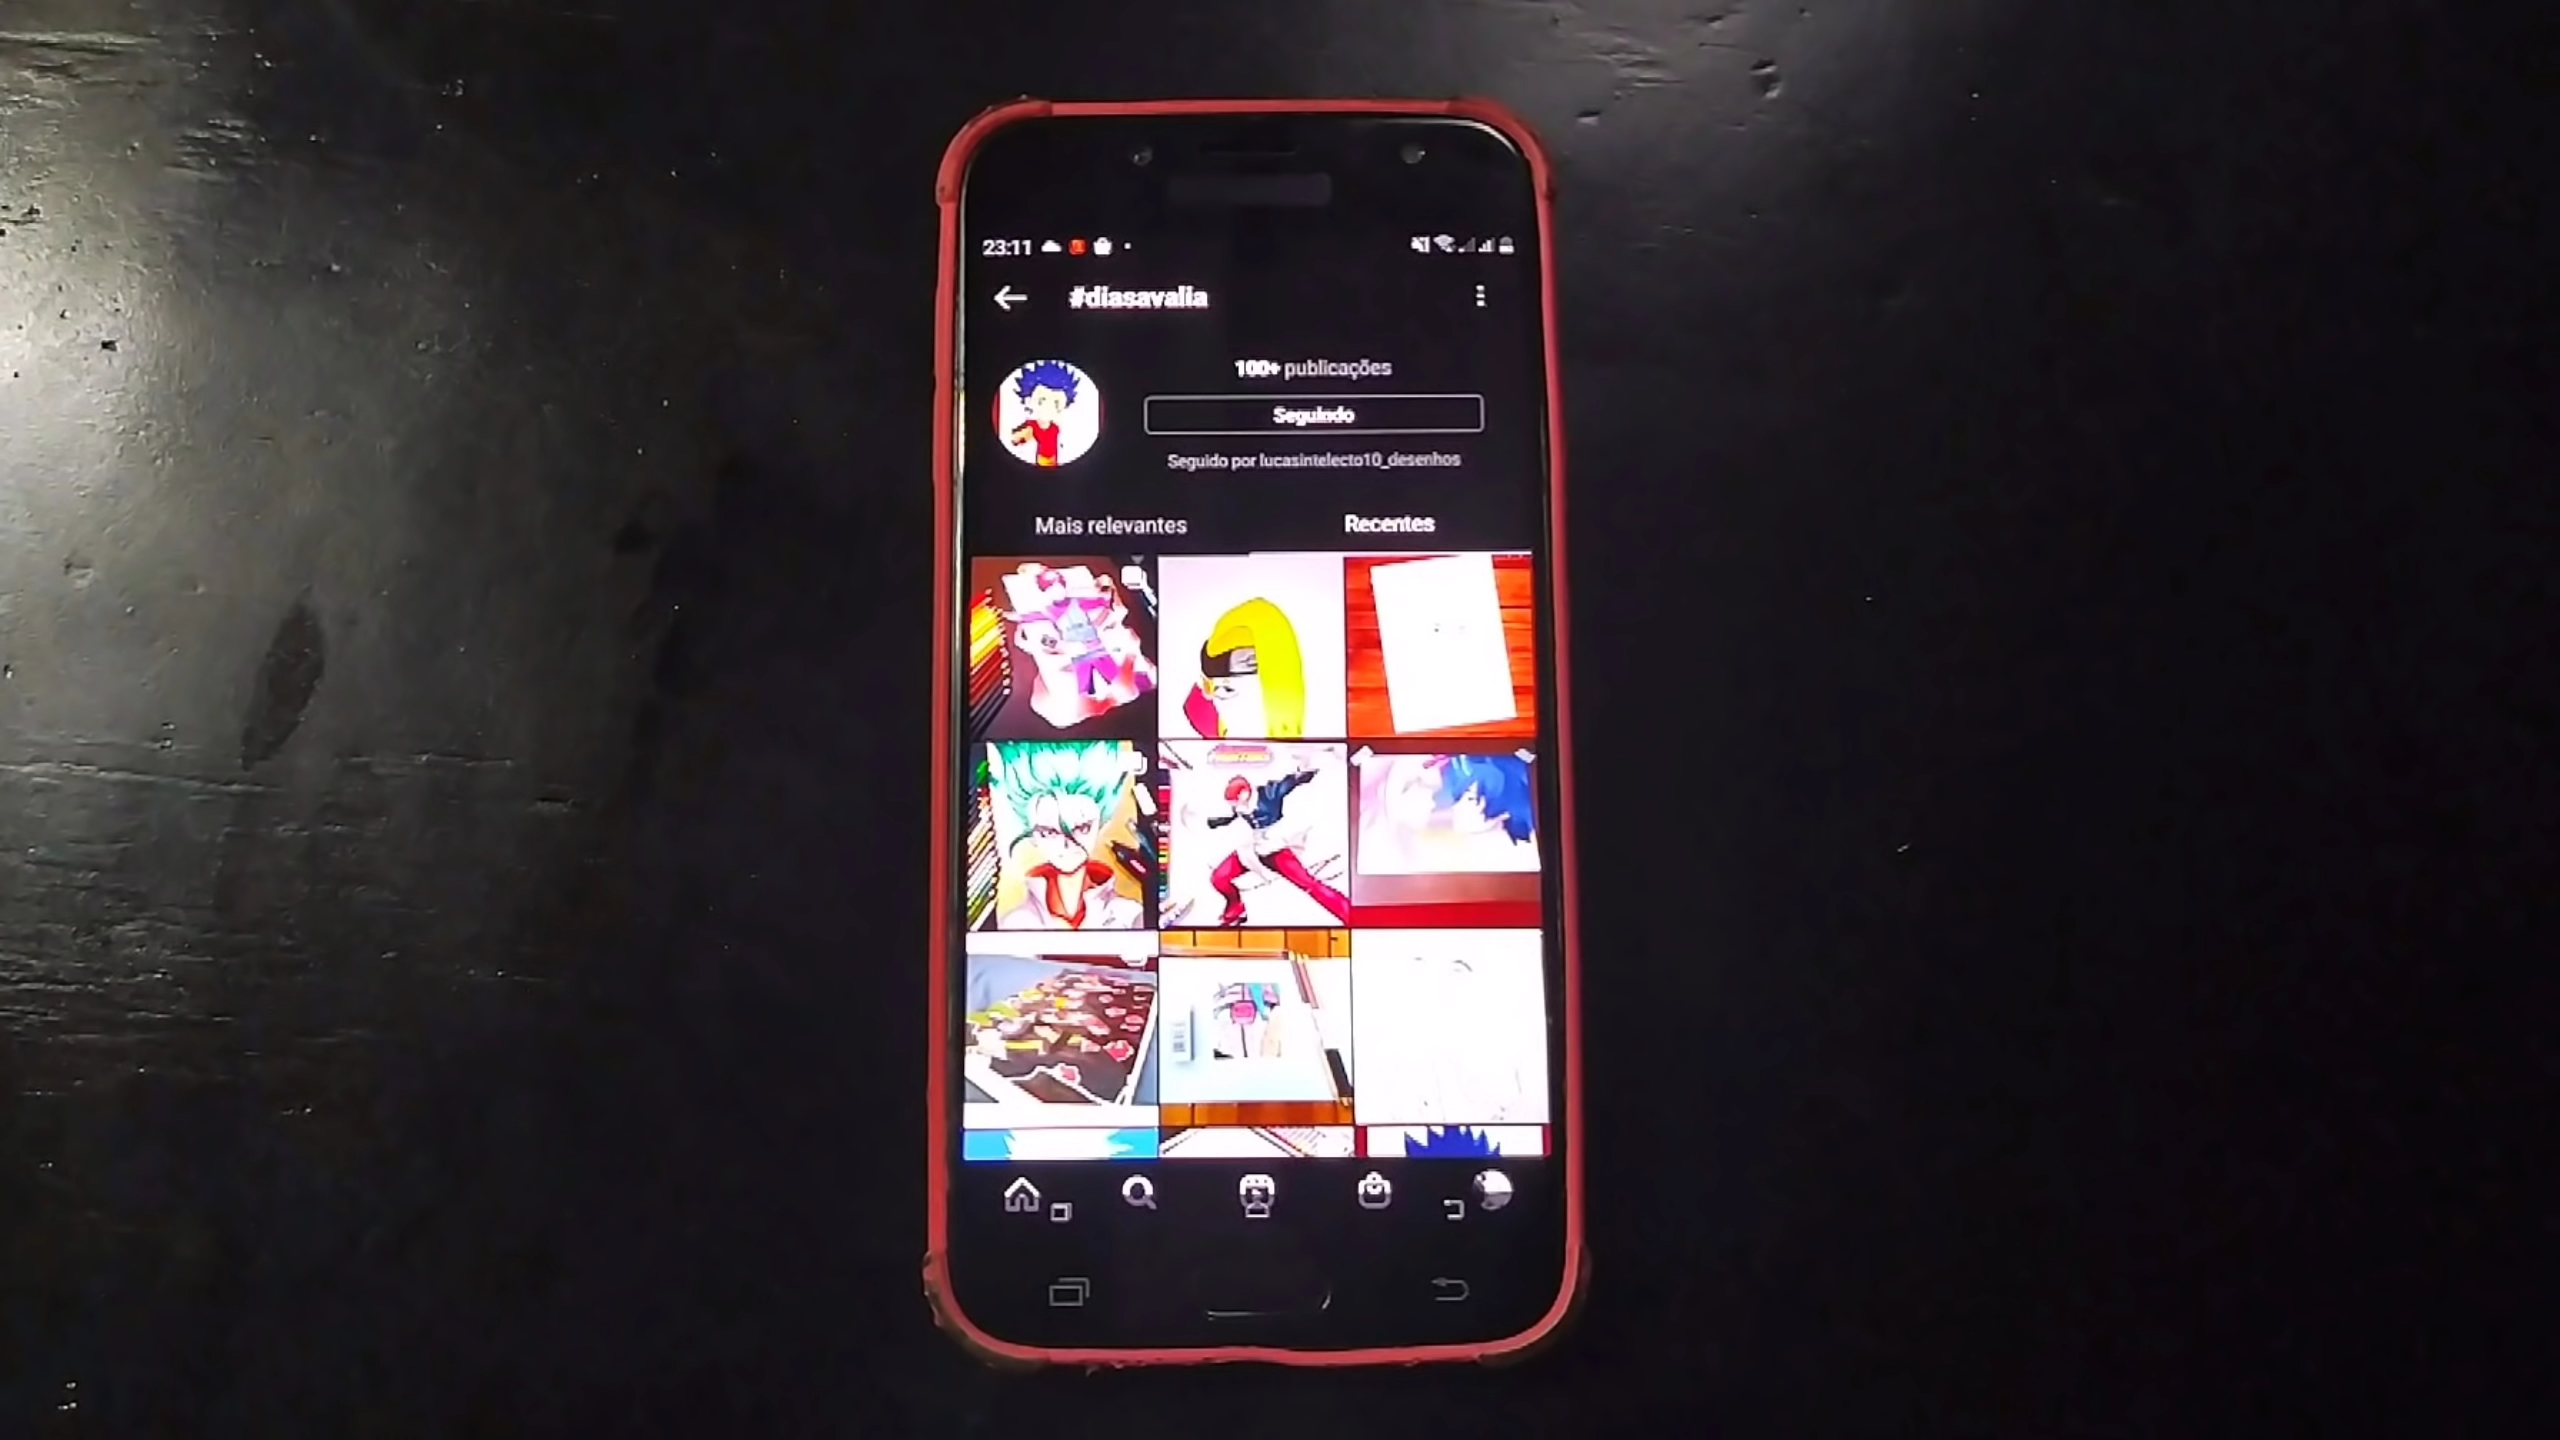 23:11
#diasavalia
100+ publicações
Seguindo
Seguido por lucasintelecto10_desenhos
Mais relevantes
Recentes